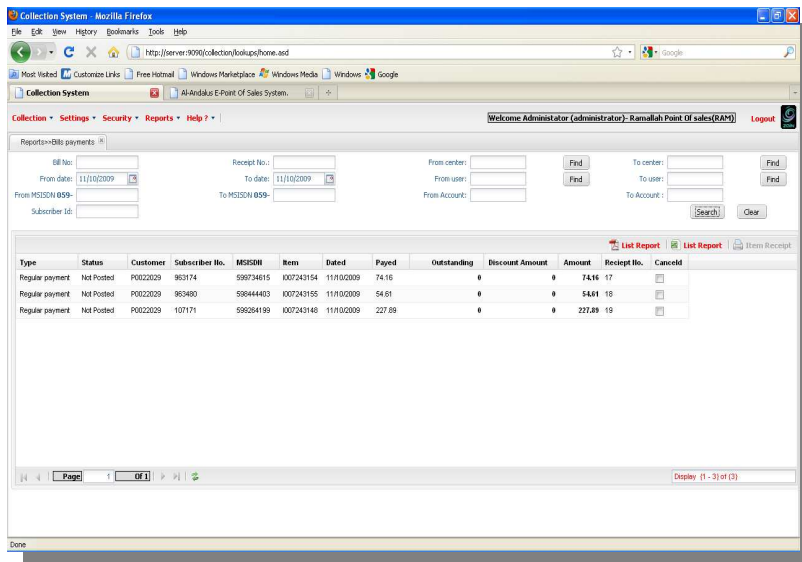 Collection System - Mozilla Firefox
File Edit View History Bookmarks Tools Help
http://server:9090/collection/lookups/home.asd
Google
Most Visited Customize Links Free Hotmail Windows Marketplace Windows Media Windows Google
Collection System Al-Andalus E-Point Of Sales System.
Collection Settings Security Reports Help ? Welcome Administator (administrator)- Ramallah Point Of sales(RAM) Logout
Reports>>Bills payments
Bill No: Receipt No.: From center: Find To center: Find
From date: 11/10/2009 To date: 11/10/2009 From user: Find To user: Find
From MSISDN 059- To MSISDN 059- From Account: To Account :
Subscriber Id: Search Clear
List Report List Report Item Receipt
Type Status Customer Subscriber No. MSISDN Item Dated Payed Outstanding Discount Amount Amount Reciept No. Canceld
Regular payment Not Posted P0022029 963174 599734615 I007243154 11/10/2009 74.16 0 0 74.16 17
Regular payment Not Posted P0022029 963480 598444403 I007243155 11/10/2009 54.61 0 0 54.61 18
Regular payment Not Posted P0022029 107171 599264199 I007243148 11/10/2009 227.89 0 0 227.89 19
Page 1 Of 1 Display (1 - 3) of (3)
Done